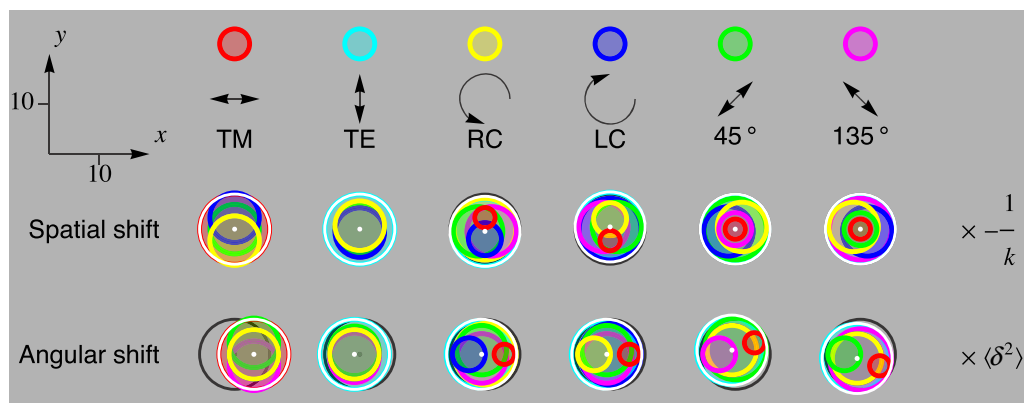 y
10
x
10
TM TE RC LC 45° 135°
Spatial shift × −1/k
Angular shift × ⟨δ²⟩